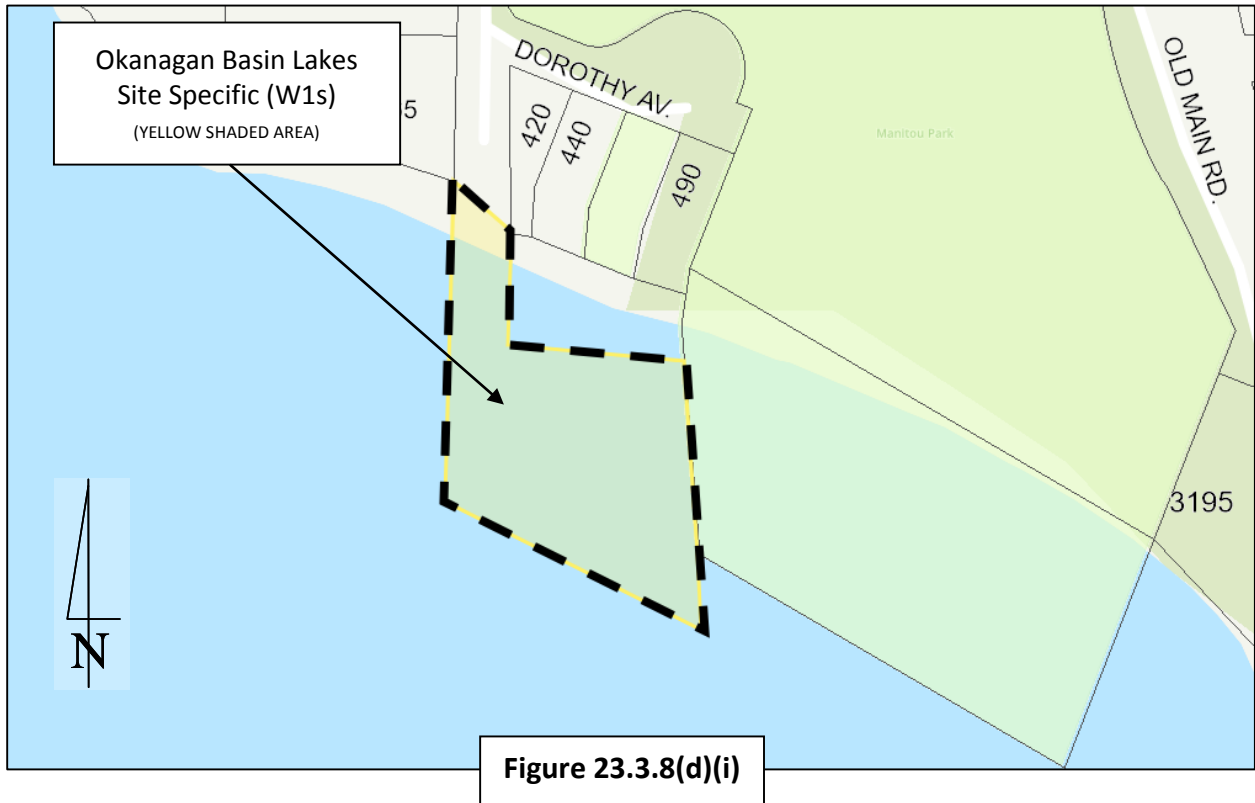 Okanagan Basin Lakes
Site Specific (W1s)
(YELLOW SHADED AREA)
5
DOROTHY AV.
420
440
490
Manitou Park
OLD MAIN RD.
3195
N
Figure 23.3.8(d)(i)